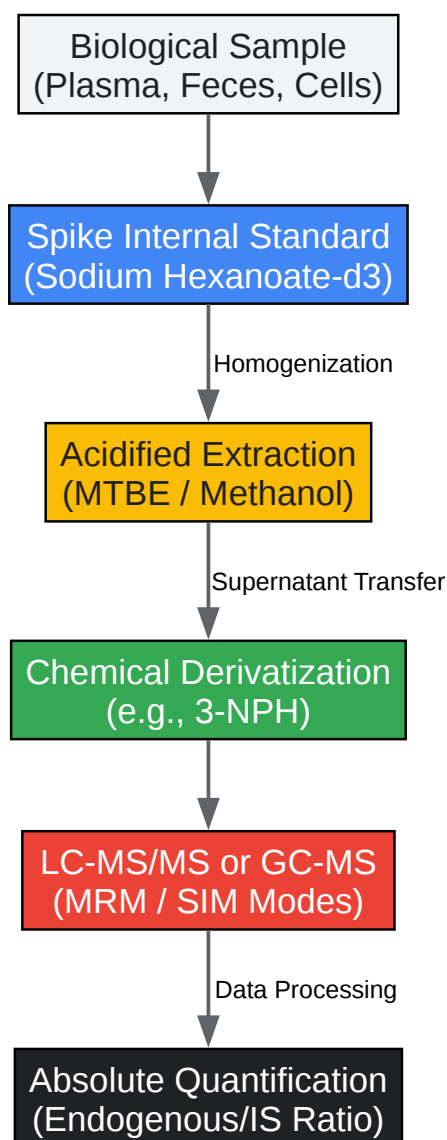 Biological Sample
(Plasma, Feces, Cells)
Spike Internal Standard
(Sodium Hexanoate-d3)
Homogenization
Acidified Extraction
(MTBE / Methanol)
Supernatant Transfer
Chemical Derivatization
(e.g., 3-NPH)
LC-MS/MS or GC-MS
(MRM / SIM Modes)
Data Processing
Absolute Quantification
(Endogenous/IS Ratio)